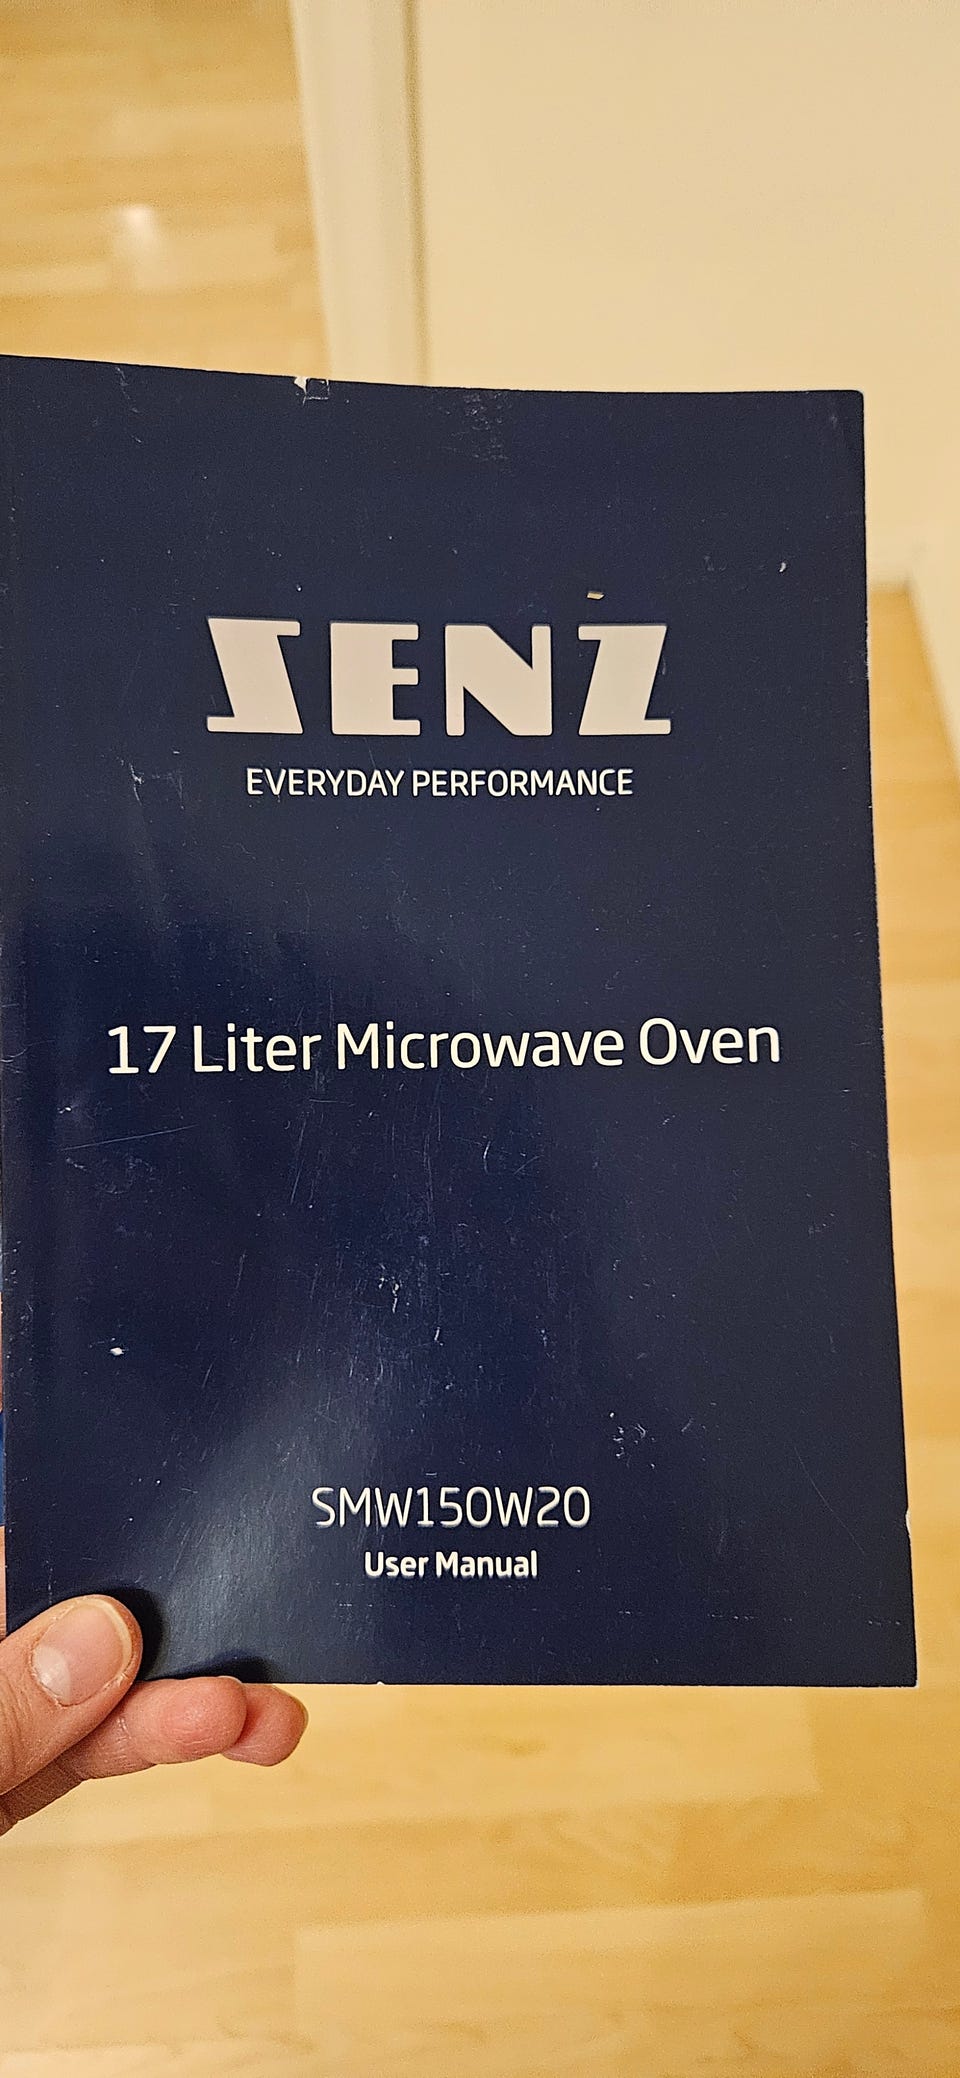 SENZ
EVERYDAY PERFORMANCE
17 Liter Microwave Oven
SMW150W20
User Manual